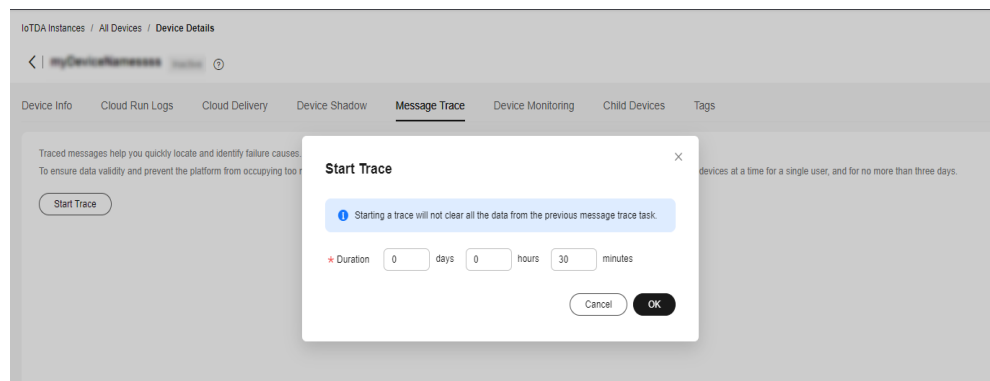 IoTDA Instances / All Devices / Device Details
Device Info Cloud Run Logs Cloud Delivery Device Shadow Message Trace Device Monitoring Child Devices Tags
Traced messages help you quickly locate and identify failure causes.
To ensure data validity and prevent the platform from occupying too devices at a time for a single user, and for no more than three days.
Start Trace
Start Trace
Starting a trace will not clear all the data from the previous message trace task.
* Duration 0 days 0 hours 30 minutes
Cancel OK